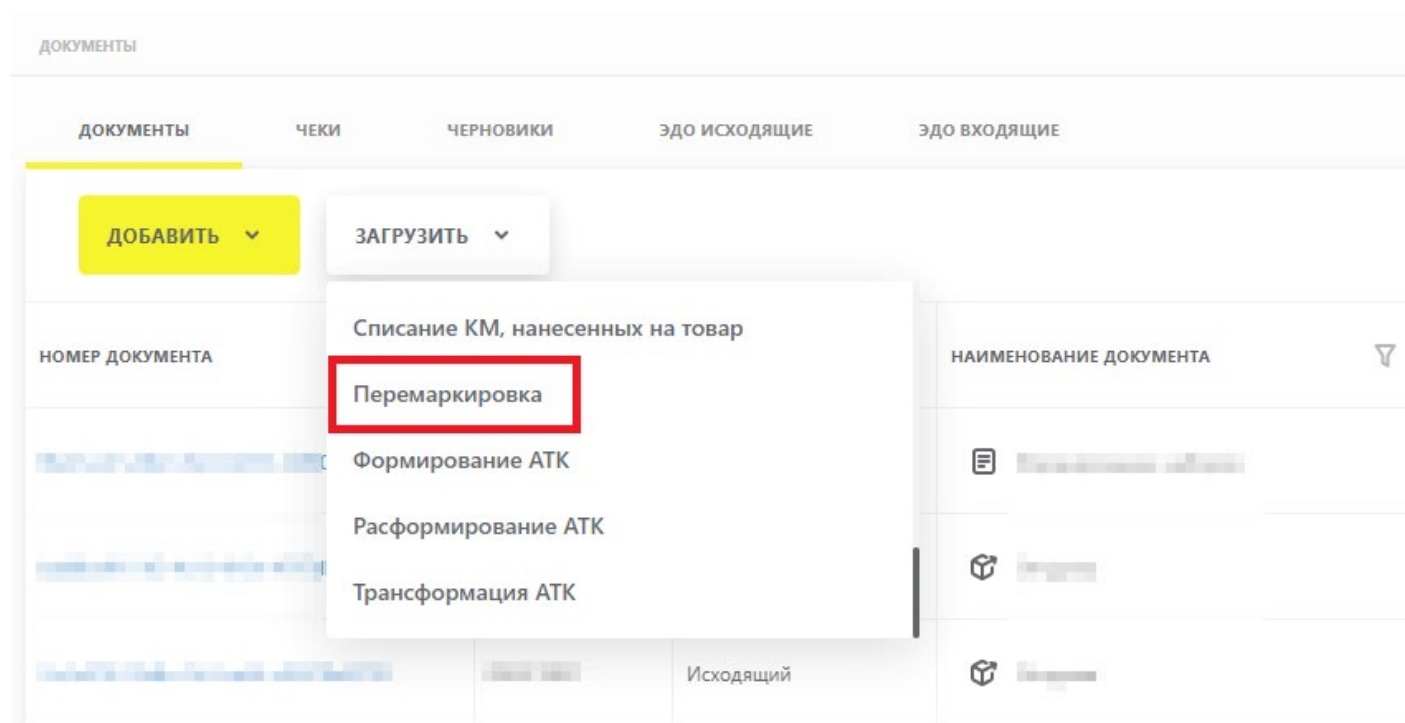 ДОКУМЕНТЫ
ДОКУМЕНТЫ ЧЕКИ ЧЕРНОВИКИ ЭДО ИСХОДЯЩИЕ ЭДО ВХОДЯЩИЕ
ДОБАВИТЬ ЗАГРУЗИТЬ
Списание КМ, нанесенных на товар
НОМЕР ДОКУМЕНТА НАИМЕНОВАНИЕ ДОКУМЕНТА
Перемаркировка
Формирование АТК
Расформирование АТК
Трансформация АТК
Исходящий